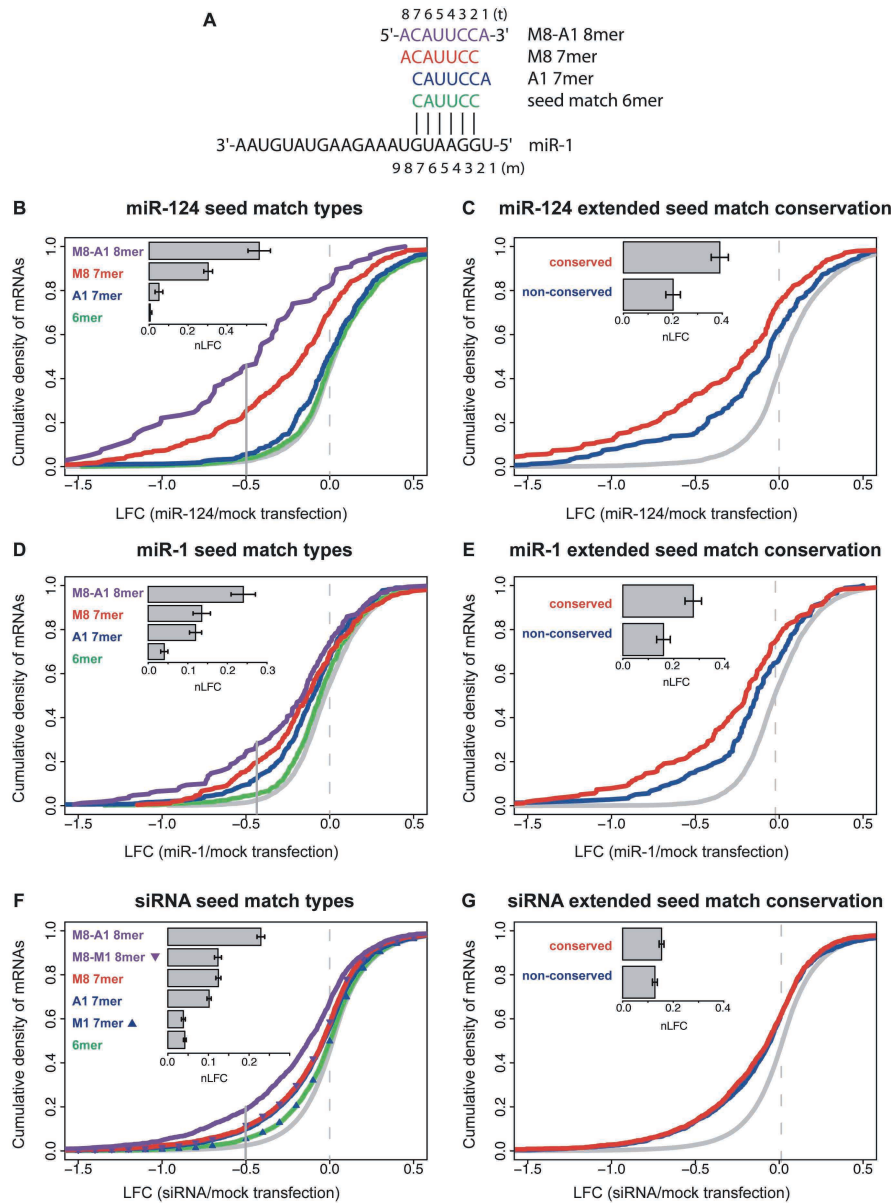 A
8 7 6 5 4 3 2 1 (t)
5'-ACAUUCCA-3' M8-A1 8mer
ACAUUCC M8 7mer
CAUUCCA A1 7mer
CAUUCC seed match 6mer
3'-AAUGUAUGAAGAAAUGUAAGGU-5' miR-1
9 8 7 6 5 4 3 2 1 (m)
B miR-124 seed match types
Cumulative density of mRNAs
0.0 0.2 0.4 0.6 0.8 1.0
M8-A1 8mer
M8 7mer
A1 7mer
6mer
0.0 0.2 0.4
nLFC
−1.5 −1.0 −0.5 0.0 0.5
LFC (miR-124/mock transfection)
C miR-124 extended seed match conservation
Cumulative density of mRNAs
0.0 0.2 0.4 0.6 0.8 1.0
conserved
non-conserved
0.0 0.2 0.4
nLFC
−1.5 −1.0 −0.5 0.0 0.5
LFC (miR-124/mock transfection)
D miR-1 seed match types
Cumulative density of mRNAs
0.0 0.2 0.4 0.6 0.8 1.0
M8-A1 8mer
M8 7mer
A1 7mer
6mer
0.0 0.1 0.2 0.3
nLFC
−1.5 −1.0 −0.5 0.0 0.5
LFC (miR-1/mock transfection)
E miR-1 extended seed match conservation
Cumulative density of mRNAs
0.0 0.2 0.4 0.6 0.8 1.0
conserved
non-conserved
0.0 0.2 0.4
nLFC
−1.5 −1.0 −0.5 0.0 0.5
LFC (miR-1/mock transfection)
F siRNA seed match types
Cumulative density of mRNAs
0.0 0.2 0.4 0.6 0.8 1.0
M8-A1 8mer
M8-M1 8mer ▼
M8 7mer
A1 7mer
M1 7mer ▲
6mer
0.0 0.1 0.2
nLFC
−1.5 −1.0 −0.5 0.0 0.5
LFC (siRNA/mock transfection)
G siRNA extended seed match conservation
Cumulative density of mRNAs
0.0 0.2 0.4 0.6 0.8 1.0
conserved
non-conserved
0.0 0.2 0.4
nLFC
−1.5 −1.0 −0.5 0.0 0.5
LFC (siRNA/mock transfection)